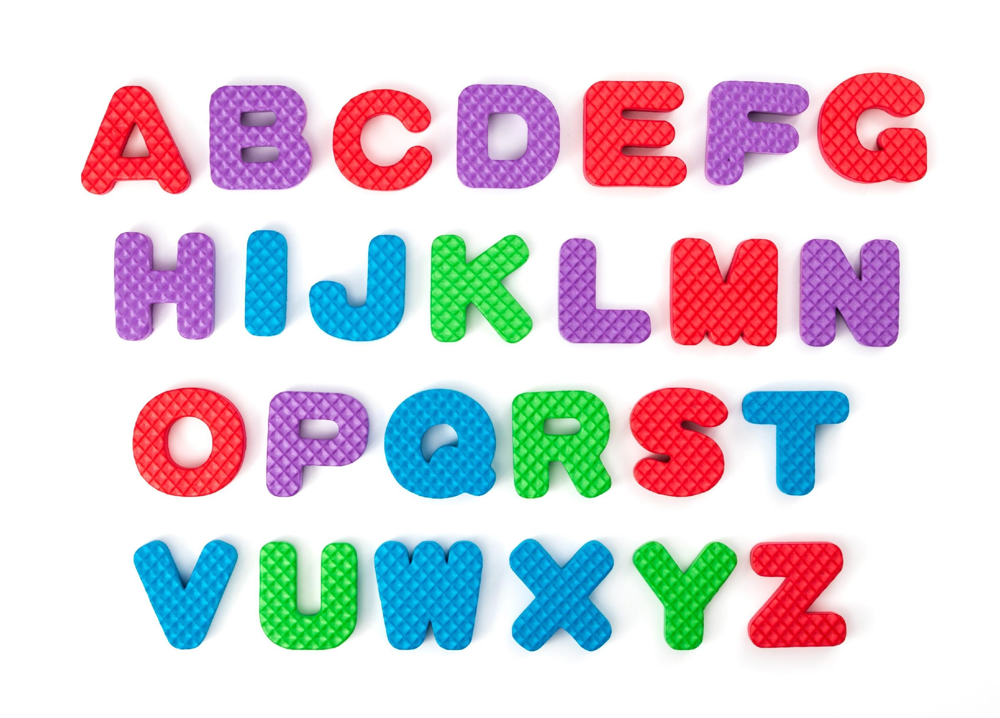 ABCDEFG
HIJKLMN
OPQRST
VUWXYZ